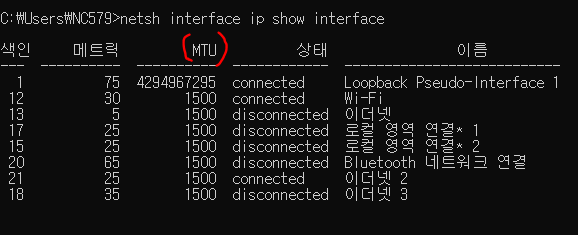 C:\Users\NC579>netsh interface ip show interface
색인 메트릭 MTU 상태 이름
--- ---------- ---------- ------------ ---------------------------
1 75 4294967295 connected Loopback Pseudo-Interface 1
12 30 1500 connected Wi-Fi
13 5 1500 disconnected 이더넷
17 25 1500 disconnected 로컬 영역 연결* 1
15 25 1500 disconnected 로컬 영역 연결* 2
20 65 1500 disconnected Bluetooth 네트워크 연결
21 25 1500 connected 이더넷 2
18 35 1500 disconnected 이더넷 3